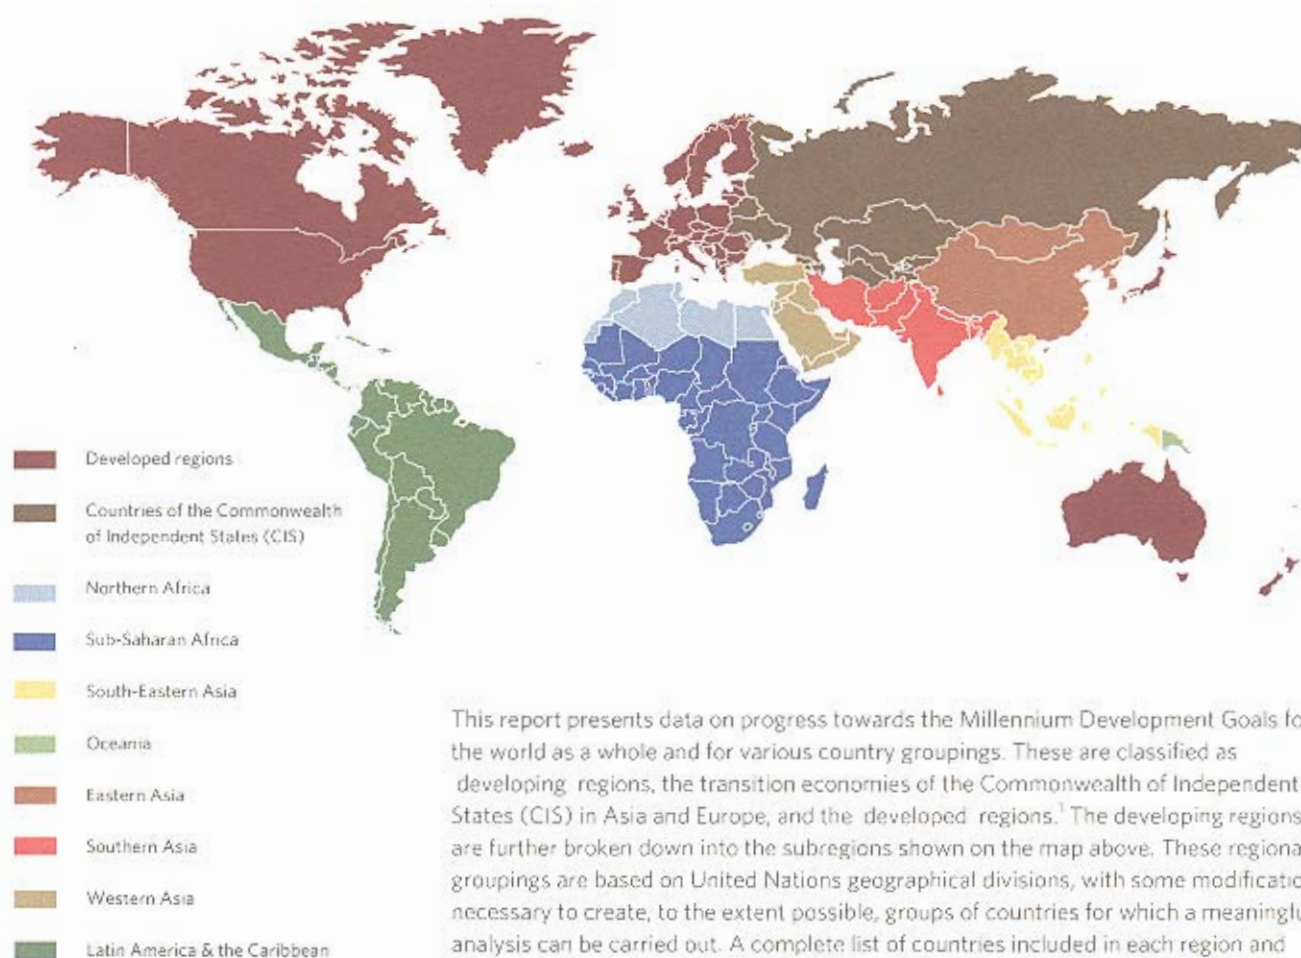 Developed regions
Countries of the Commonwealth
of Independent States (CIS)
Northern Africa
Sub-Saharan Africa
South-Eastern Asia
Oceania
Eastern Asia
Southern Asia
Western Asia
Latin America & the Caribbean
This report presents data on progress towards the Millennium Development Goals fo
the world as a whole and for various country groupings. These are classified as
developing regions, the transition economies of the Commonwealth of Independent
States (CIS) in Asia and Europe, and the developed regions.¹ The developing regions
are further broken down into the subregions shown on the map above. These regiona
groupings are based on United Nations geographical divisions, with some modificatio
necessary to create, to the extent possible, groups of countries for which a meaningfu
analysis can be carried out. A complete list of countries included in each region and